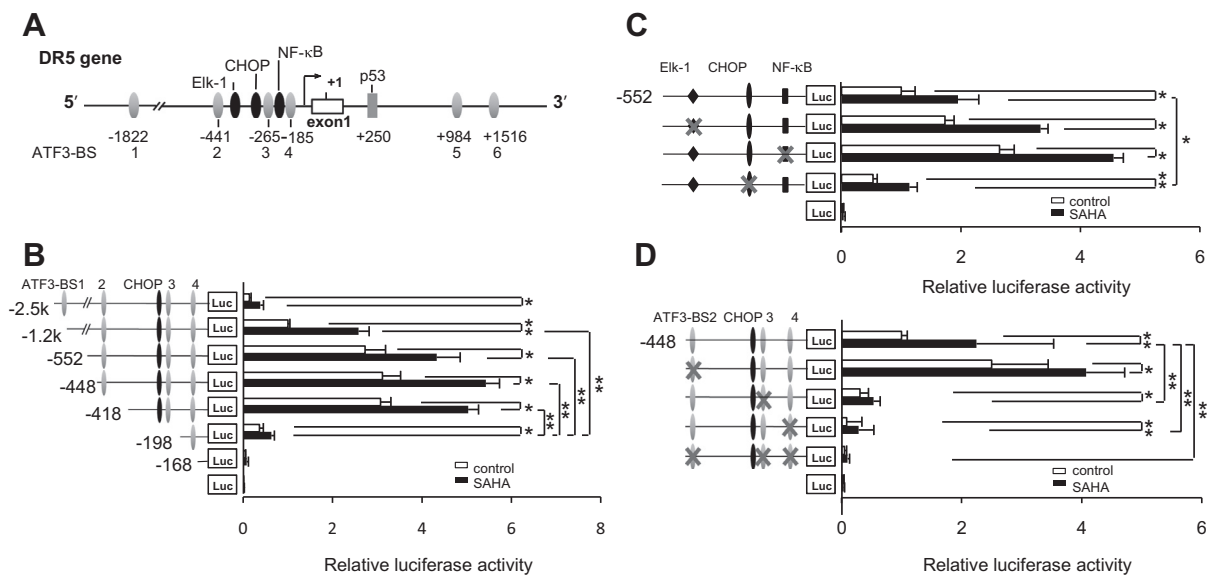 A
DR5 gene
Elk-1 CHOP NF-κB p53
+1
5′ 3′
exon1
-1822 -441 -265 -185 +250 +984 +1516
ATF3-BS 1 2 3 4 5 6
B
ATF3-BS1 2 CHOP 3 4
-2.5k Luc *
-1.2k Luc **
-552 Luc *
-448 Luc *
-418 Luc *
-198 Luc *
-168 Luc
Luc
** ** ** **
control
SAHA
0 2 4 6 8
Relative luciferase activity
C
Elk-1 CHOP NF-κB
-552 Luc *
Luc *
Luc *
Luc **
Luc
*
control
SAHA
0 2 4 6
Relative luciferase activity
D
ATF3-BS2 CHOP 3 4
-448 Luc **
Luc *
Luc *
Luc **
Luc
** ** **
control
SAHA
0 2 4 6
Relative luciferase activity